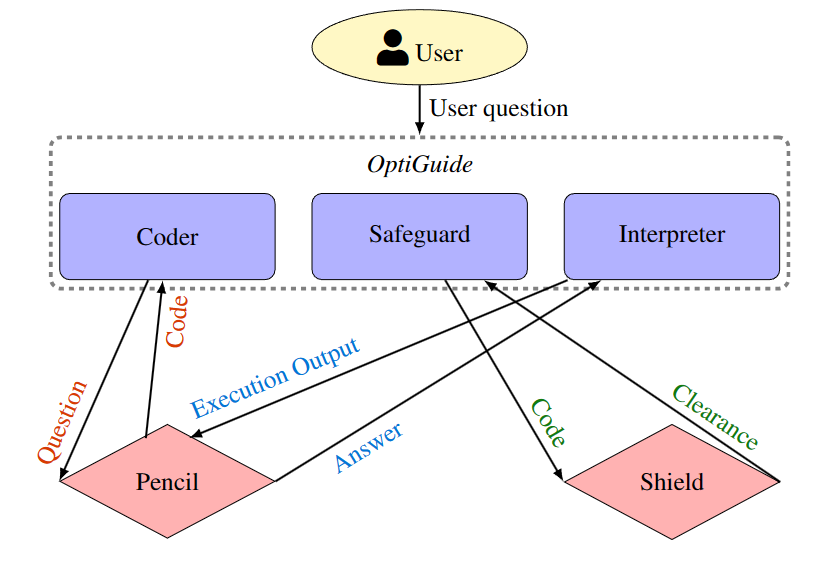 User
User question
OptiGuide
Coder
Safeguard
Interpreter
Code
Question
Execution Output
Answer
Code
Clearance
Pencil
Shield